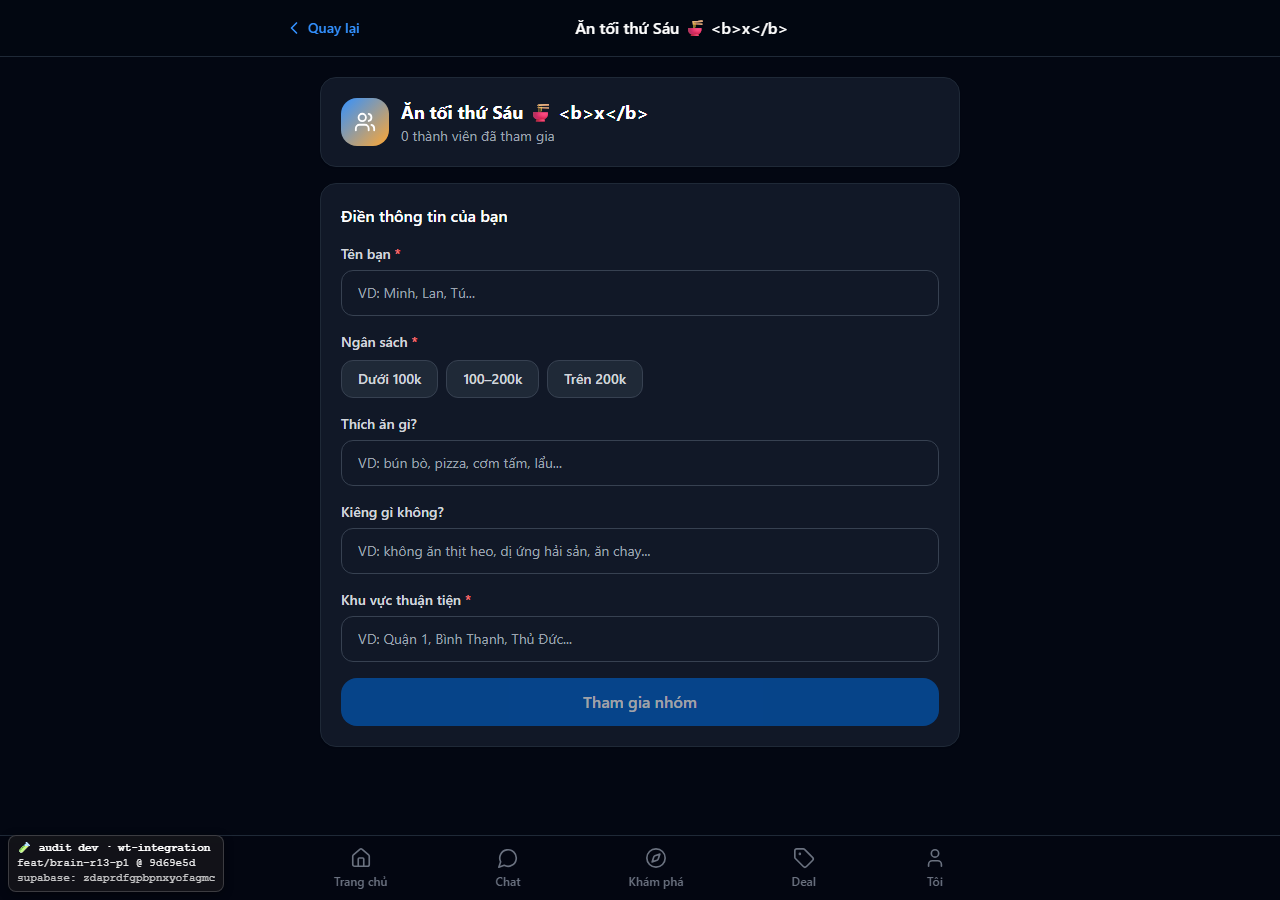 Quay lại
Ăn tối thứ Sáu 🍜 <b>x</b>
Ăn tối thứ Sáu 🍜 <b>x</b>
0 thành viên đã tham gia
Điền thông tin của bạn
Tên bạn *
VD: Minh, Lan, Tú...
Ngân sách *
Dưới 100k 100–200k Trên 200k
Thích ăn gì?
VD: bún bò, pizza, cơm tấm, lẩu...
Kiêng gì không?
VD: không ăn thịt heo, dị ứng hải sản, ăn chay...
Khu vực thuận tiện *
VD: Quận 1, Bình Thạnh, Thủ Đức...
Tham gia nhóm
🧪 audit dev · wt-integration
feat/brain-r13-p1 @ 9d69e5d
supabase: zdaprdfgpbpnxyofagmc
Trang chủ Chat Khám phá Deal Tôi